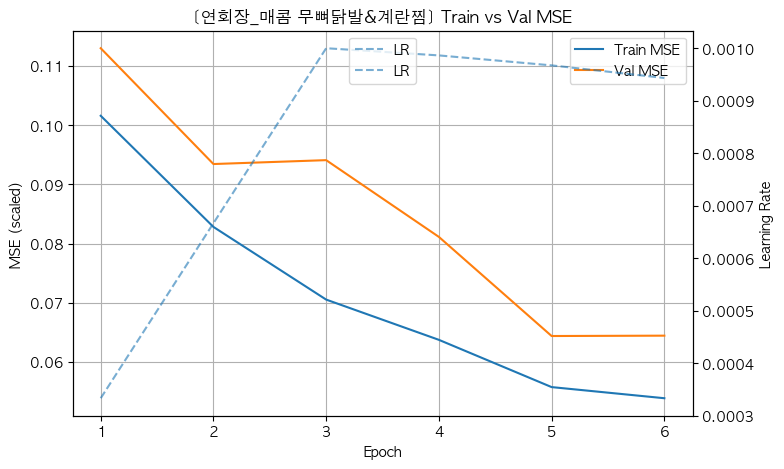 [연회장_매콤 무뼈닭발&계란찜] Train vs Val MSE
MSE (scaled)
0.11
0.10
0.09
0.08
0.07
0.06
LR
LR
Train MSE
Val MSE
0.0010
0.0009
0.0008
0.0007
0.0006
0.0005
0.0004
0.0003
Learning Rate
1 2 3 4 5 6
Epoch